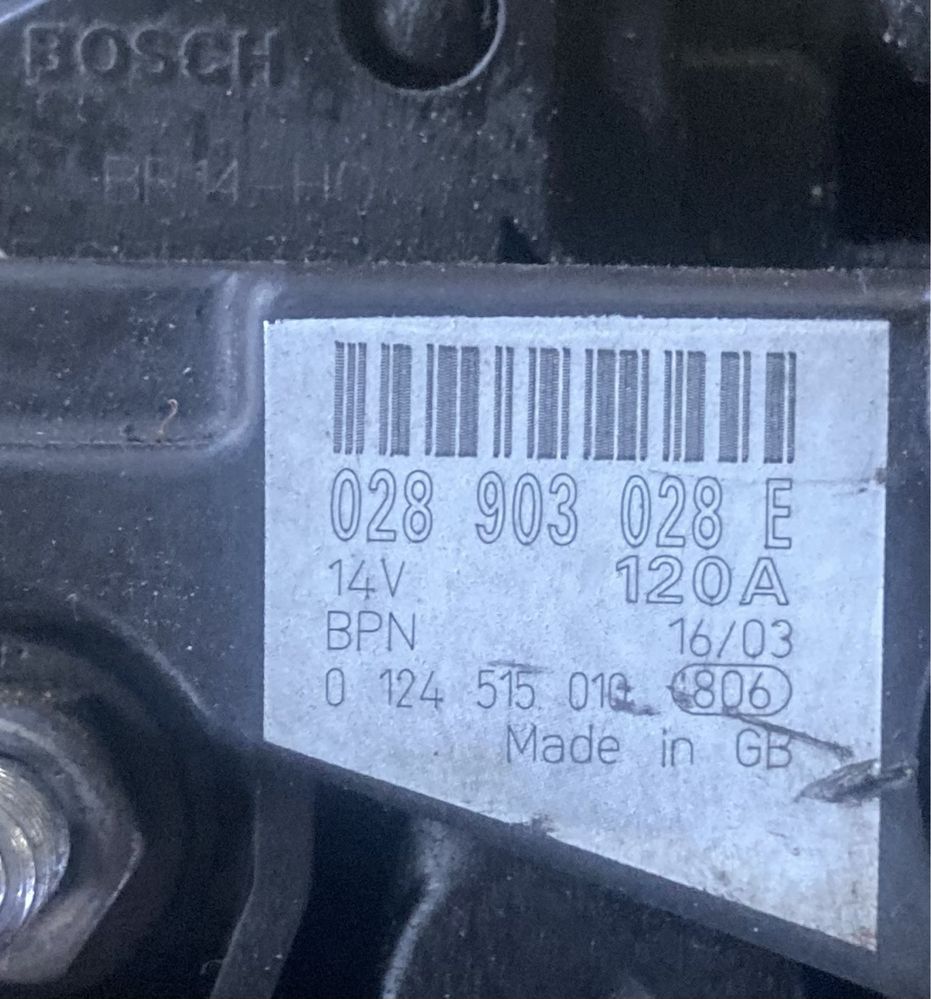 BOSCH
028 903 028 E
14V 120A
BPN 16/03
0 124 515 010 806
Made in GB